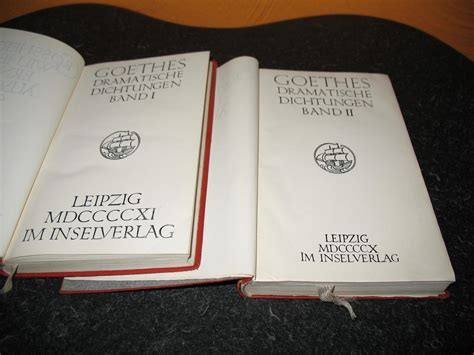 GOETHES
DRAMATISCHE
DICHTUNGEN
BAND I
LEIPZIG
MDCCCCXI
IM INSELVERLAG
GOETHES
DRAMATISCHE
DICHTUNGEN
BAND II
LEIPZIG
MDCCCCX
IM INSELVERLAG